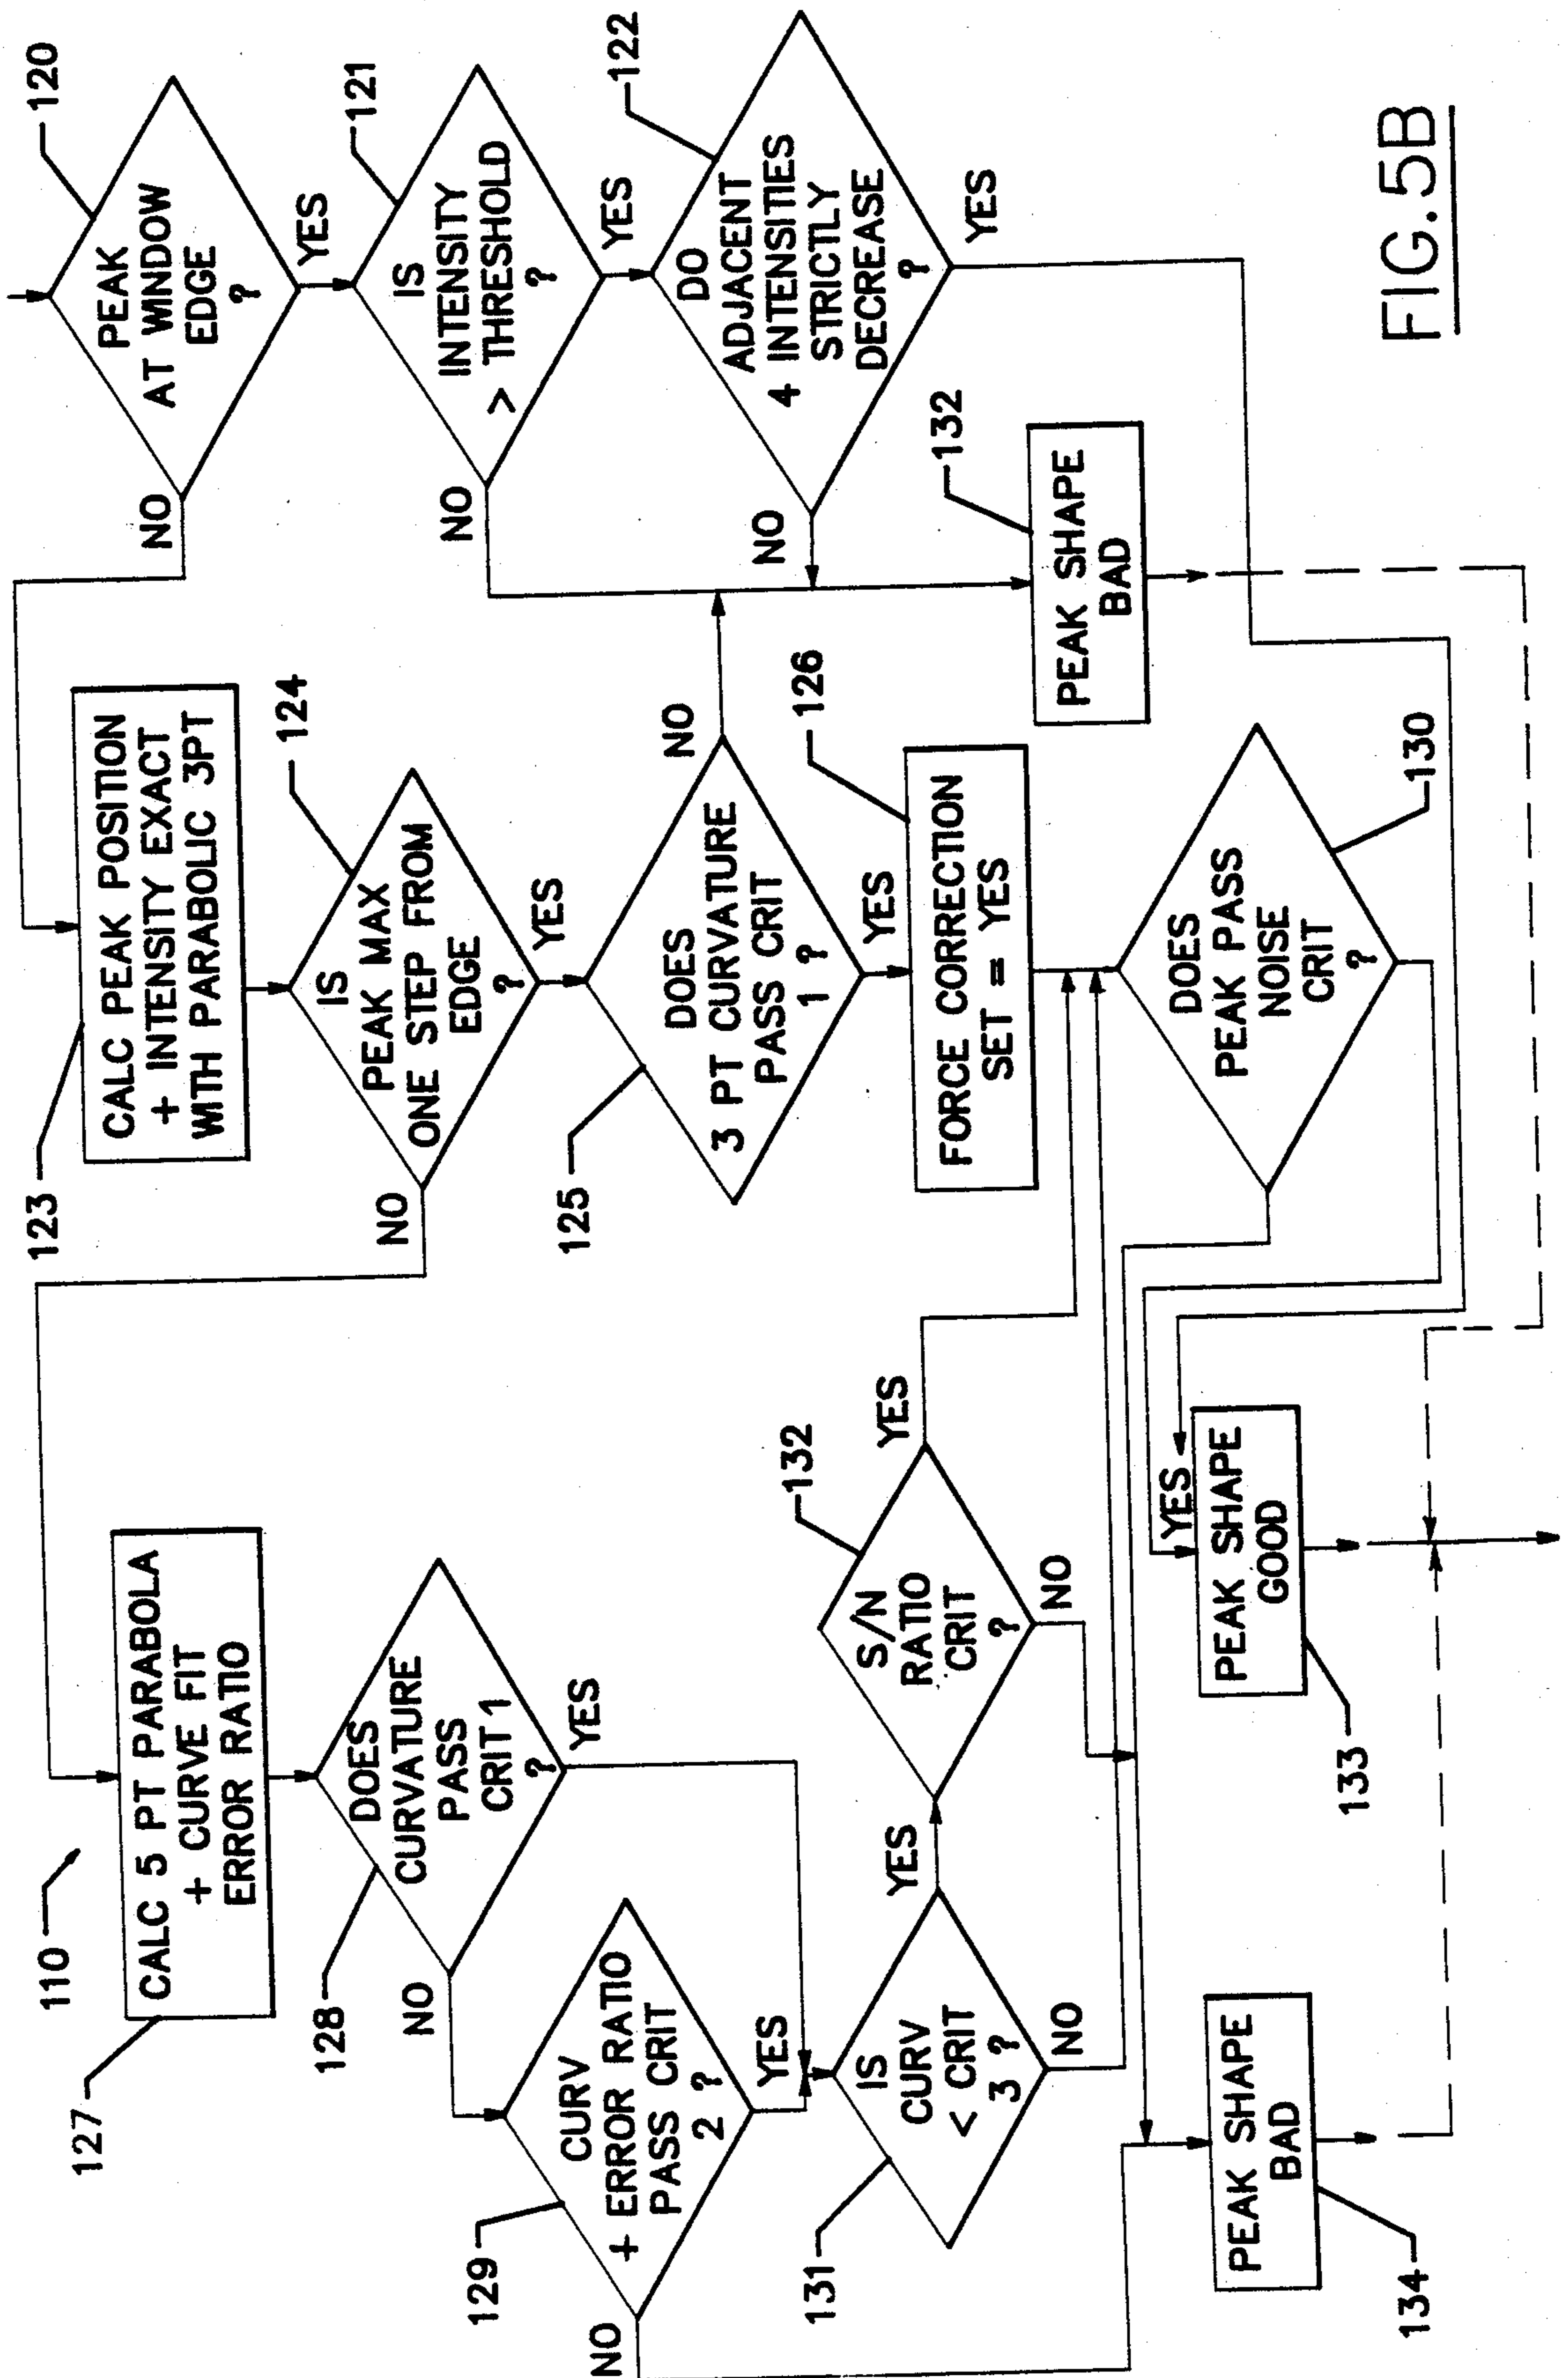 110
127
CALC 5 PT PARABOLA
+ CURVE FIT
ERROR RATIO
128
DOES
CURVATURE
PASS
CRIT 1
?
NO
YES
129
CURV
+ ERROR RATIO
PASS CRIT
2 ?
NO
YES
131
IS
CURV
< CRIT
3 ?
YES
NO
132
S/N
RATIO
CRIT
?
YES
NO
134
PEAK SHAPE
BAD
133
YES
PEAK SHAPE
GOOD
123
CALC PEAK POSITION
+ INTENSITY EXACT
WITH PARABOLIC 3PT
124
IS
PEAK MAX
ONE STEP FROM
EDGE
?
NO
YES
125
DOES
3 PT CURVATURE
PASS CRIT
1 ?
NO
YES
126
FORCE CORRECTION
SET = YES
130
DOES
PEAK PASS
NOISE
CRIT
?
120
PEAK
AT WINDOW
EDGE
?
NO
YES
121
IS
INTENSITY
> THRESHOLD
?
NO
YES
122
DO
ADJACENT
4 INTENSITIES
STRICTLY
DECREASE
?
NO
YES
132
PEAK SHAPE
BAD
FIG.5B